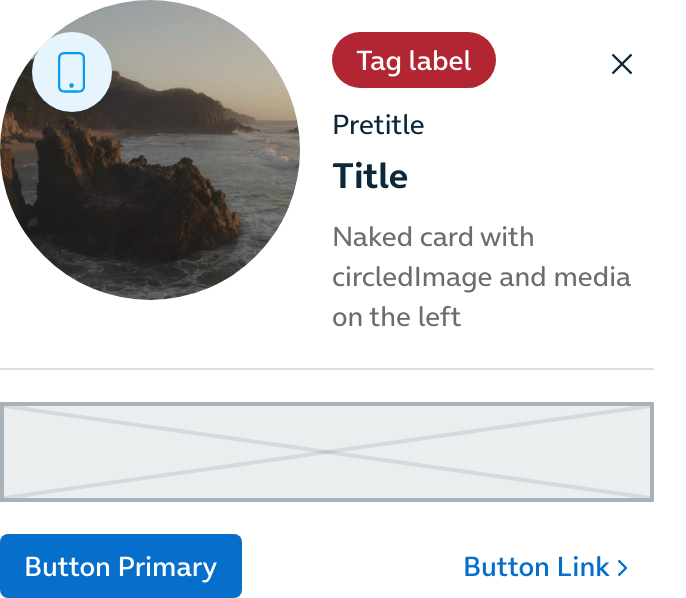 Tag label
Pretitle
Title
Naked card with
circledImage and media
on the left
Button Primary
Button Link